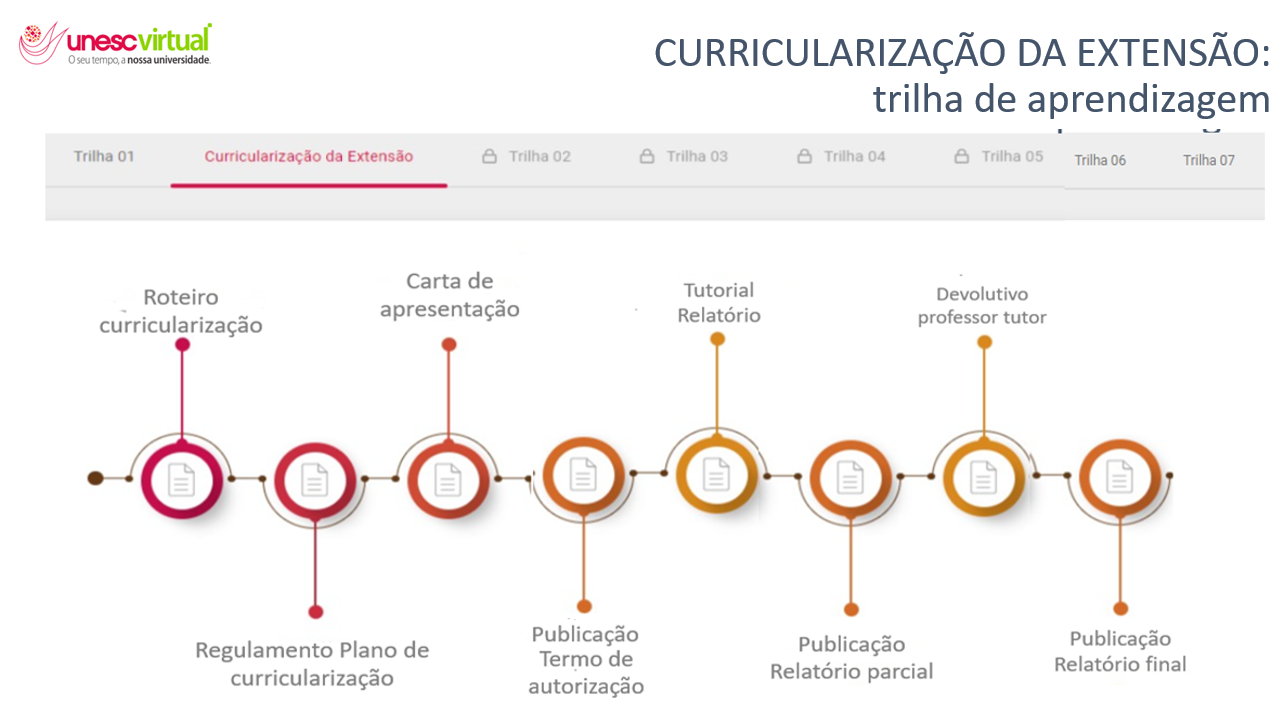 unescvirtual
O seu tempo, a nossa universidade.
CURRICULARIZAÇÃO DA EXTENSÃO:
trilha de aprendizagem
Trilha 01 Curricularização da Extensão Trilha 02 Trilha 03 Trilha 04 Trilha 05 Trilha 06 Trilha 07
Roteiro
curricularização
Carta de
apresentação
Tutorial
Relatório
Devolutivo
professor tutor
Regulamento Plano de
curricularização
Publicação
Termo de
autorização
Publicação
Relatório parcial
Publicação
Relatório final